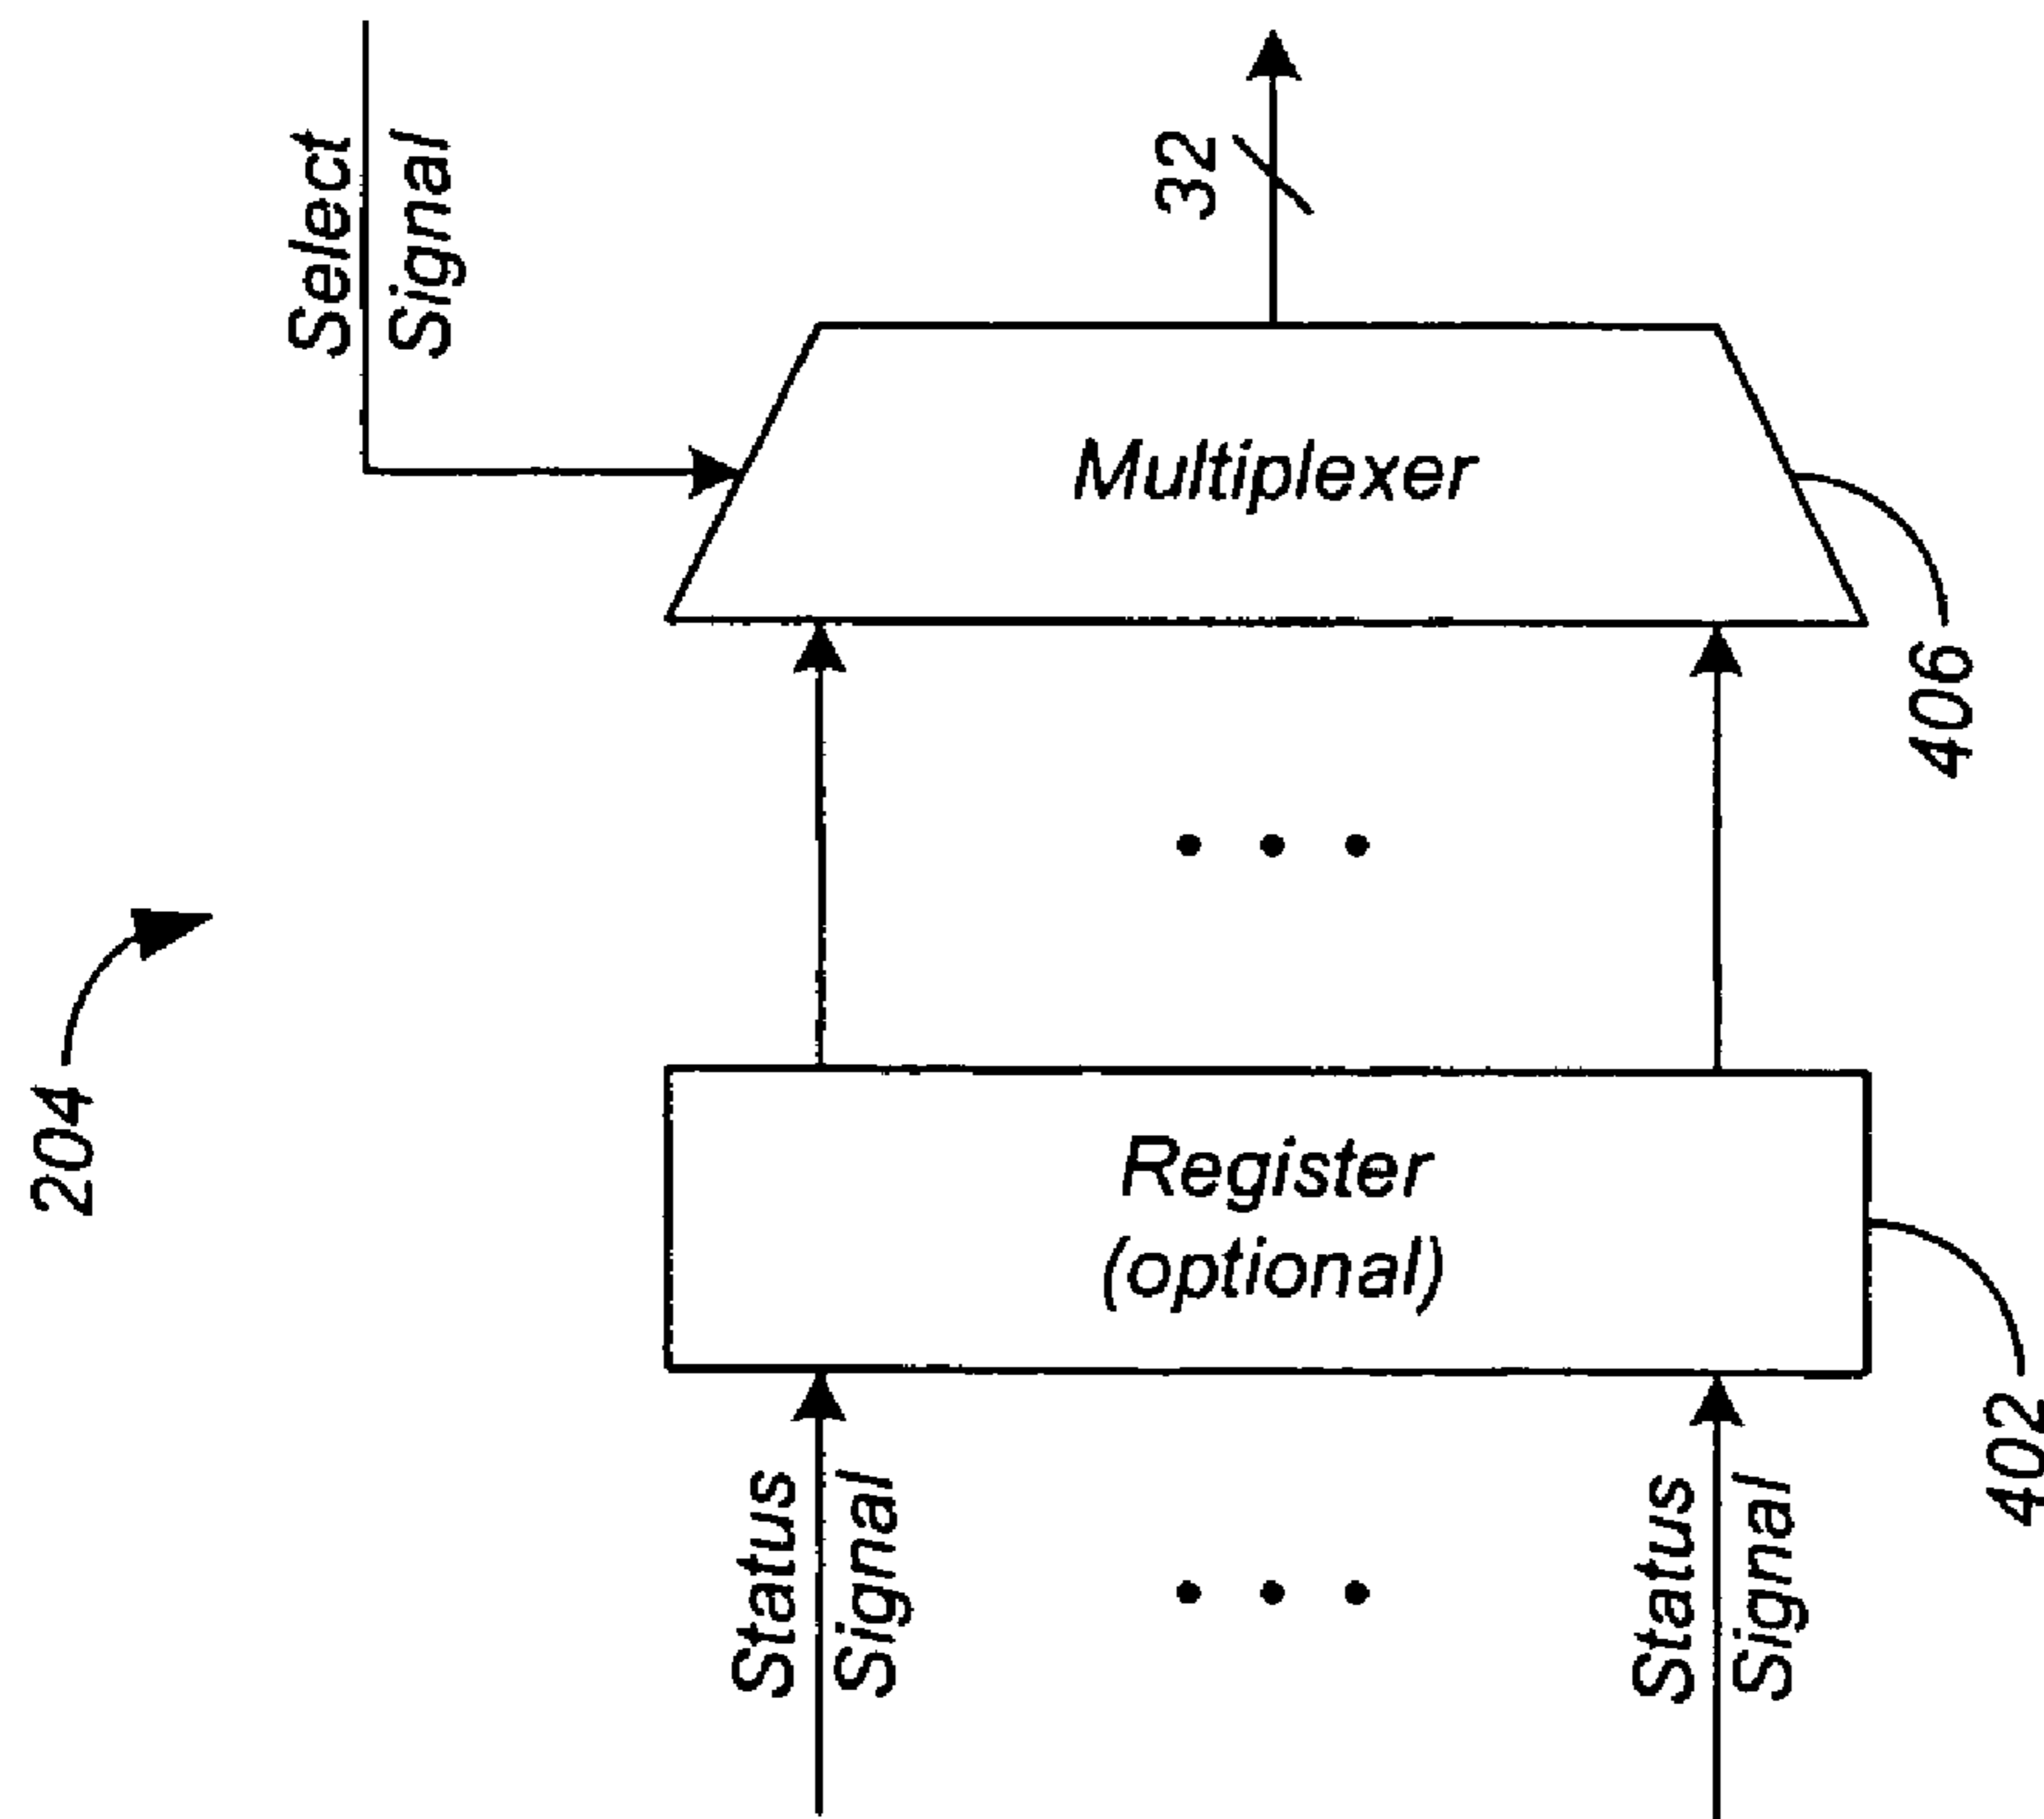 Select
Signal
32
Multiplexer
406
204
Register
(optional)
402
Status
Signal
Status
Signal